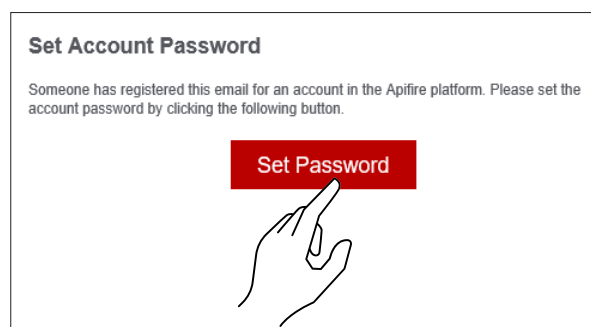 Set Account Password
Someone has registered this email for an account in the Apifire platform. Please set the
account password by clicking the following button.
Set Password